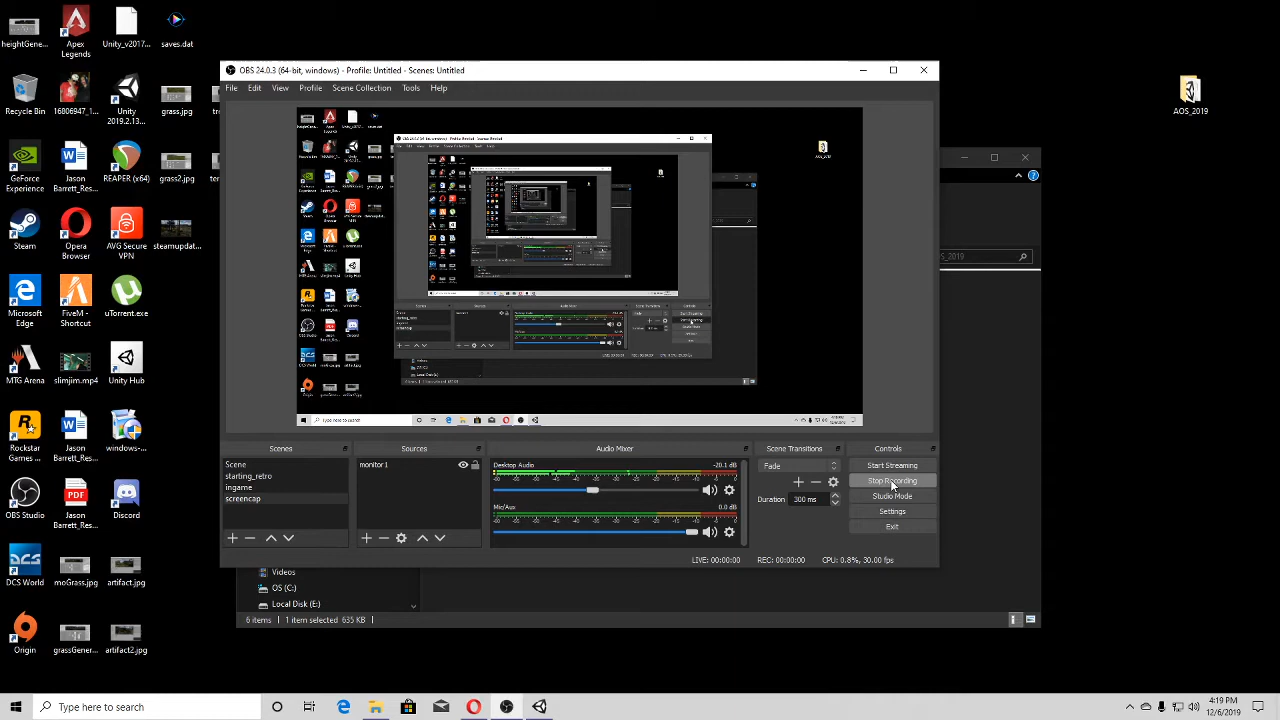 heightGene...
Apex
Legends
Unity_v2017...
saves.dat
Recycle Bin
16806947_1...
Unity
2019.2.13...
grass.jpg
GeForce
Experience
Jason
Barrett_Res...
REAPER (x64)
grass2.jpg
Steam
Opera
Browser
AVG Secure
VPN
steamupdat...
Microsoft
Edge
FiveM -
Shortcut
uTorrent.exe
MTG Arena
slimjim.mp4
Unity Hub
Rockstar
Games ...
Jason
Barrett_Res...
windows-...
OBS Studio
Jason
Barrett_Res...
Discord
DCS World
moGrass.jpg
artifact.jpg
Origin
grassGener...
artifact2.jpg
AOS_2019
OBS 24.0.3 (64-bit, windows) - Profile: Untitled - Scenes: Untitled
File Edit View Profile Scene Collection Tools Help
Scenes
Scene
starting_retro
ingame
screencap
Sources
monitor1
Audio Mixer
Desktop Audio -20.1 dB
Mic/Aux 0.0 dB
Scene Transitions
Fade
Duration 300 ms
Controls
Start Streaming
Stop Recording
Studio Mode
Settings
Exit
LIVE: 00:00:00 REC: 00:00:00 CPU: 0.8%, 30.00 fps
Videos
OS (C:)
Local Disk (E:)
6 items 1 item selected 635 KB
Type here to search
4:19 PM
12/6/2019